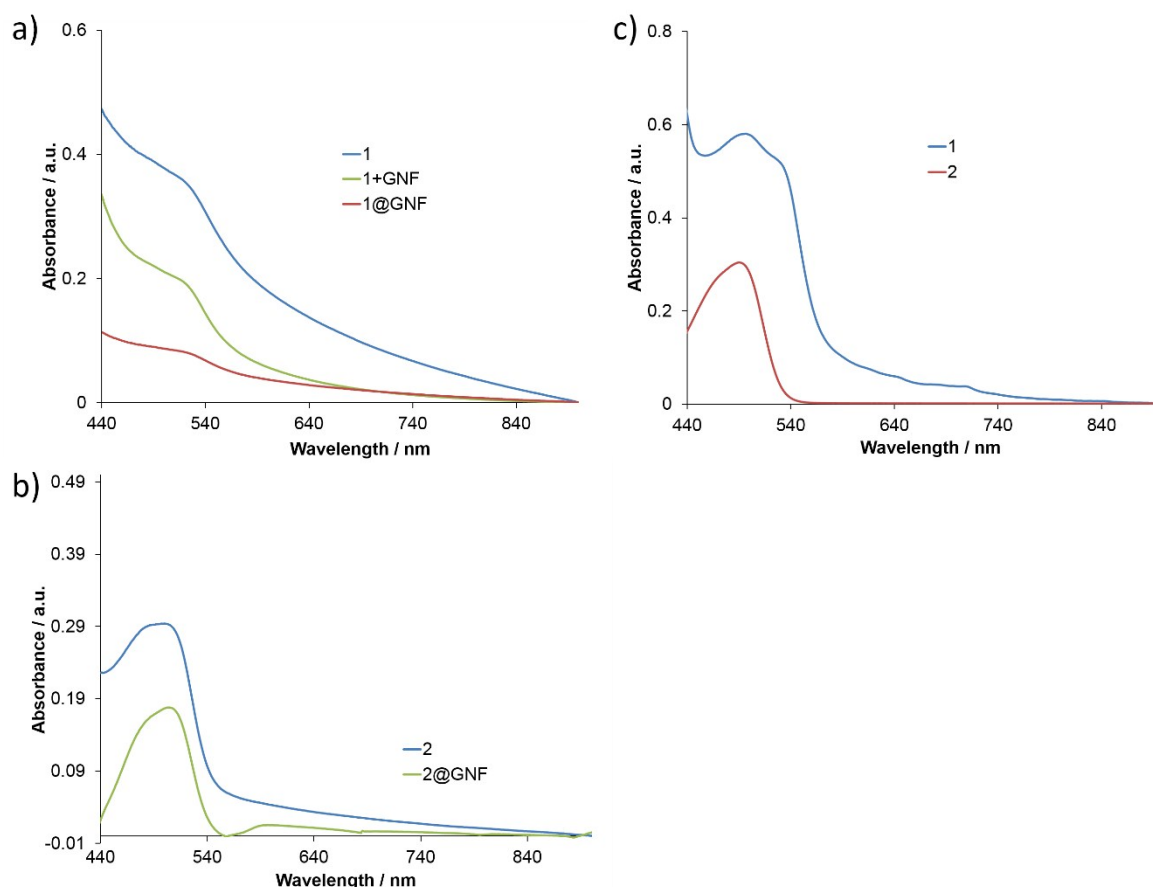 a)
0.6
0.4
0.2
0
Absorbance / a.u.
1
1+GNF
1@GNF
440 540 640 740 840
Wavelength / nm
c)
0.8
0.6
0.4
0.2
0
Absorbance / a.u.
1
2
440 540 640 740 840
Wavelength / nm
b)
0.49
0.39
0.29
0.19
0.09
-0.01
Absorbance / a.u.
2
2@GNF
440 540 640 740 840
Wavelength / nm